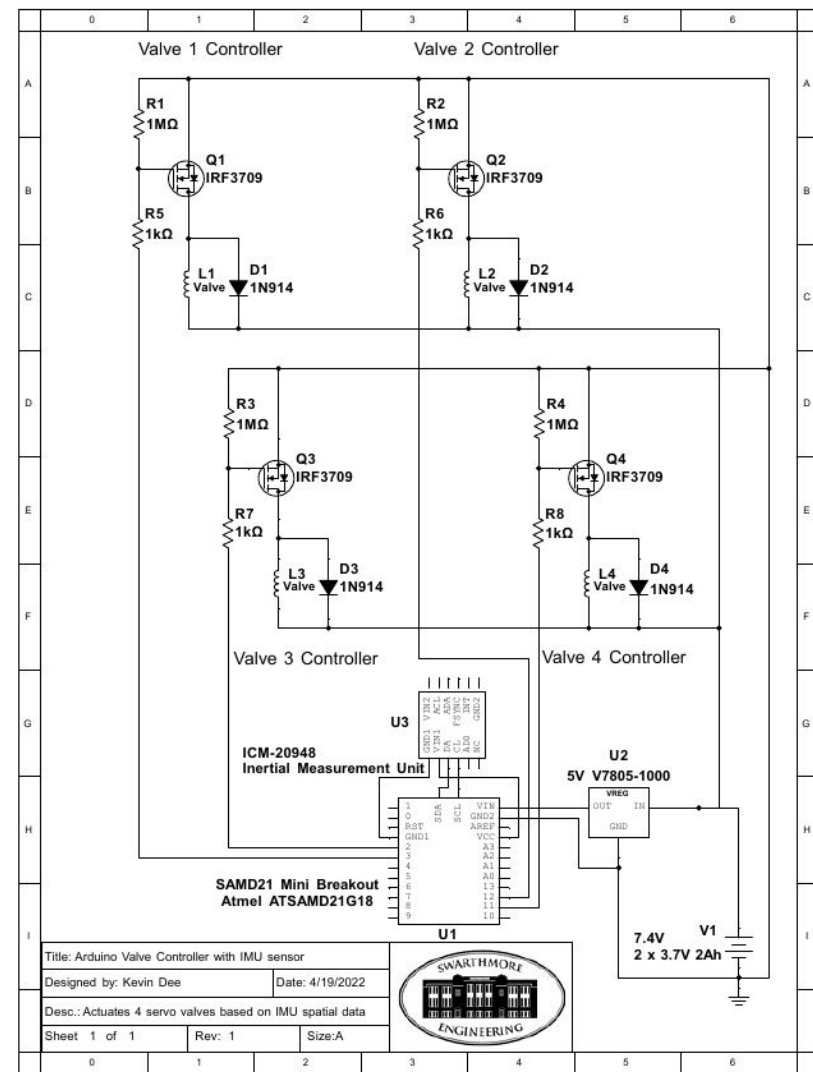 0 1 2 3 4 5 6
Valve 1 Controller
Valve 2 Controller
A
A
R1
1MΩ
R2
1MΩ
B
B
Q1
IRF3709
Q2
IRF3709
R5
1kΩ
R6
1kΩ
C
C
L1
Valve
D1
1N914
L2
Valve
D2
1N914
D
D
R3
1MΩ
R4
1MΩ
Q3
IRF3709
Q4
IRF3709
E
E
R7
1kΩ
R8
1kΩ
L3
Valve
D3
1N914
L4
Valve
D4
1N914
F
F
Valve 3 Controller
Valve 4 Controller
G
G
U3
VIN2 ACL ADA FSYNC INT GND2
GND1 VIN1 DA CL AD0 NC
ICM-20948
Inertial Measurement Unit
U2
5V V7805-1000
VREG
OUT IN
GND
H
H
SDA SCL
1
0
RST
GND1
2
3
4
5
6
7
8
9
VIN
GND2
AREF
VCC
A3
A2
A1
A0
13
12
11
10
SAMD21 Mini Breakout
Atmel ATSAMD21G18
U1
I
I
7.4V
2 x 3.7V 2Ah
V1
Title: Arduino Valve Controller with IMU sensor
Designed by: Kevin Dee
Date: 4/19/2022
Desc.: Actuates 4 servo valves based on IMU spatial data
Sheet 1 of 1
Rev: 1
Size:A
SWARTHMORE
ENGINEERING
0 1 2 3 4 5 6